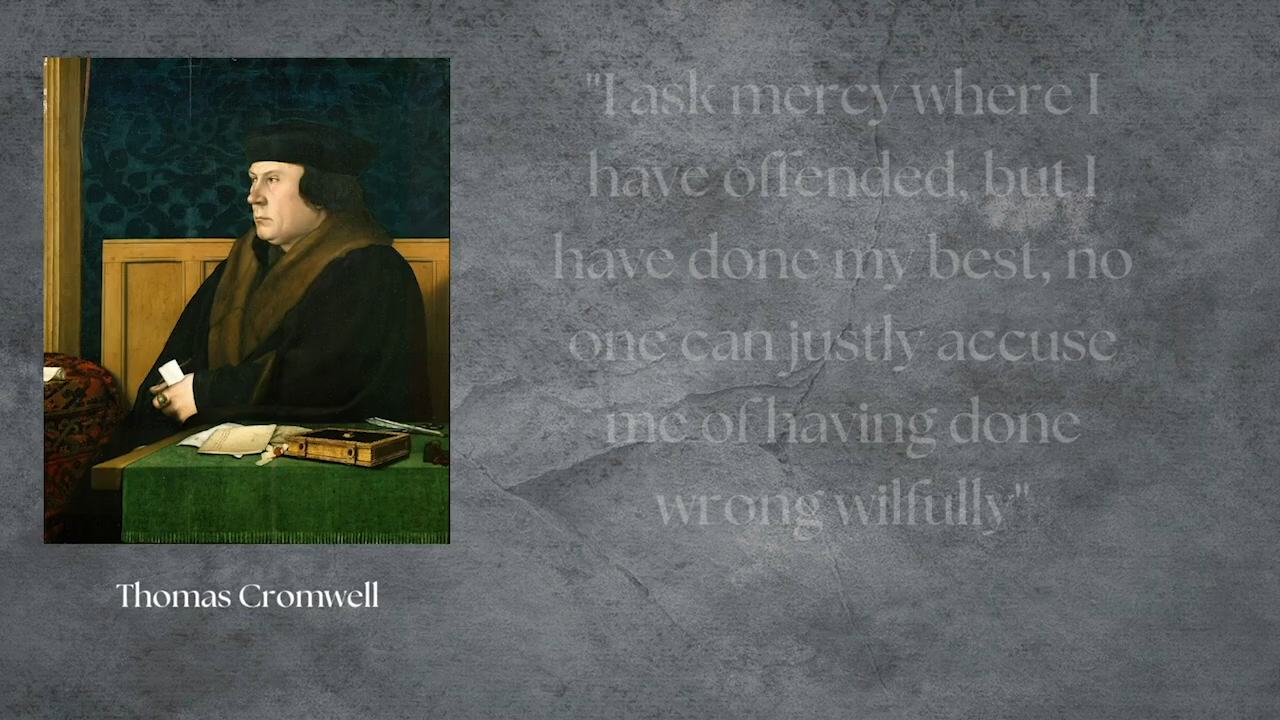 "I ask mercy where I
have offended, but I
have done my best, no
one can justly accuse
me of having done
wrong wilfully"
Thomas Cromwell